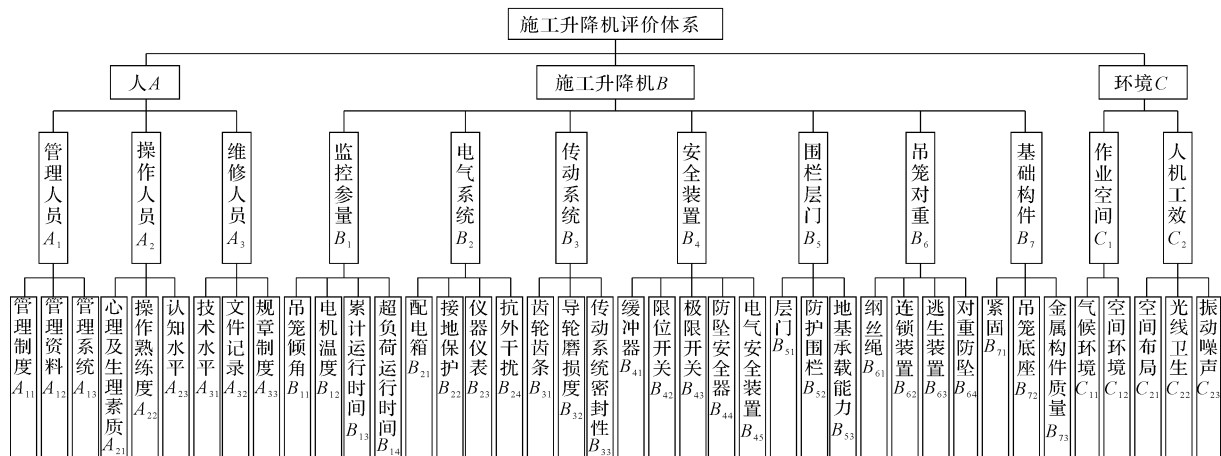 施工升降机评价体系
人A
施工升降机B
环境C
管理人员A₁
操作人员A₂
维修人员A₃
监控参量B₁
电气系统B₂
传动系统B₃
安全装置B₄
围栏层门B₅
吊笼对重B₆
基础构件B₇
作业空间C₁
人机工效C₂
管理制度A₁₁
管理资料A₁₂
管理系统A₁₃
心理及生理素质A₂₁
操作熟练度A₂₂
认知水平A₂₃
技术水平A₃₁
文件记录A₃₂
规章制度A₃₃
吊笼倾角B₁₁
电机温度B₁₂
累计运行时间B₁₃
超负荷运行时间B₁₄
配电箱B₂₁
接地保护B₂₂
仪器仪表B₂₃
抗外干扰B₂₄
齿轮齿条B₃₁
导轮磨损度B₃₂
传动系统密封性B₃₃
缓冲器B₄₁
限位开关B₄₂
极限开关B₄₃
防坠安全器B₄₄
电气安全装置B₄₅
层门B₅₁
防护围栏B₅₂
地基承载能力B₅₃
纲丝绳B₆₁
连锁装置B₆₂
逃生装置B₆₃
对重防坠B₆₄
紧固B₇₁
吊笼底座B₇₂
金属构件质量B₇₃
气候环境C₁₁
空间环境C₁₂
空间布局C₂₁
光线卫生C₂₂
振动噪声C₂₃